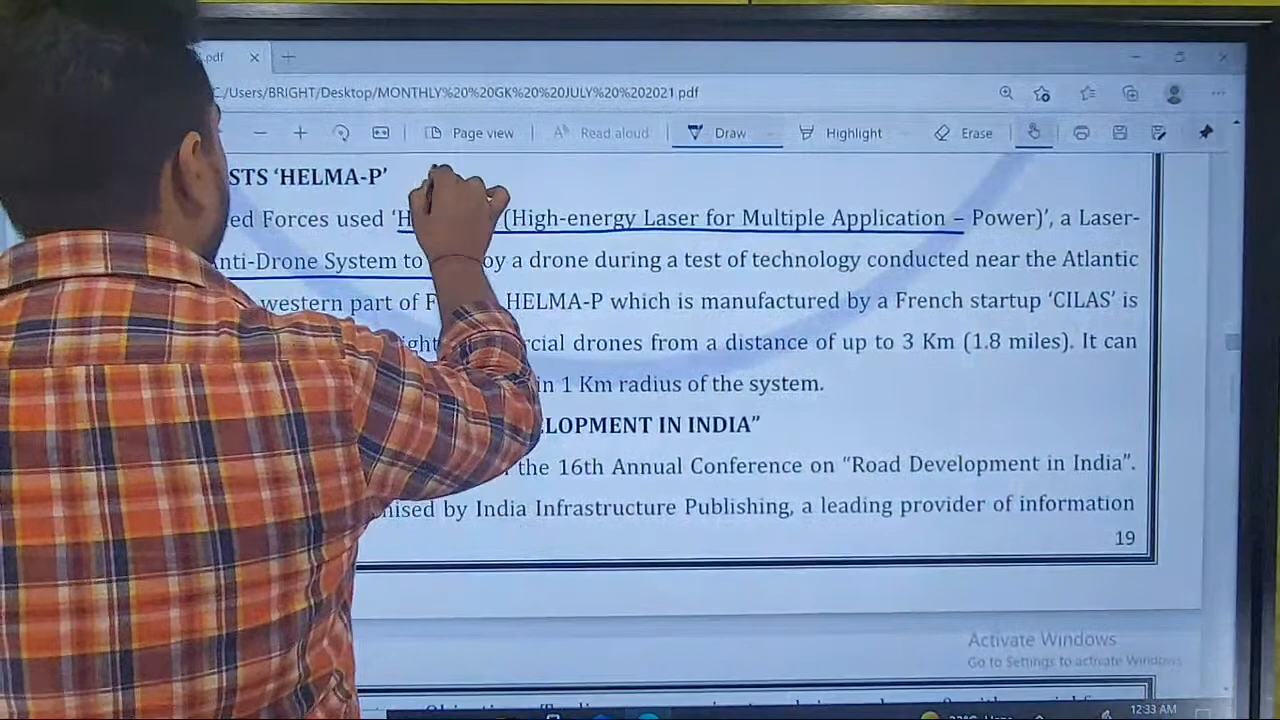 .pdf
C:/Users/BRIGHT/Desktop/MONTHLY%20%20GK%20%20JULY%20%202021.pdf
Page view
Read aloud
Draw
Highlight
Erase
STS ‘HELMA-P’
ed Forces used ‘H (High-energy Laser for Multiple Application – Power)’, a Laser-
nti-Drone System to oy a drone during a test of technology conducted near the Atlantic
western part of F HELMA-P which is manufactured by a French startup ‘CILAS’ is
ight rcial drones from a distance of up to 3 Km (1.8 miles). It can
in 1 Km radius of the system.
LOPMENT IN INDIA”
the 16th Annual Conference on “Road Development in India”.
nised by India Infrastructure Publishing, a leading provider of information
19
Activate Windows
Go to Settings to activate Windows.
12:33 AM